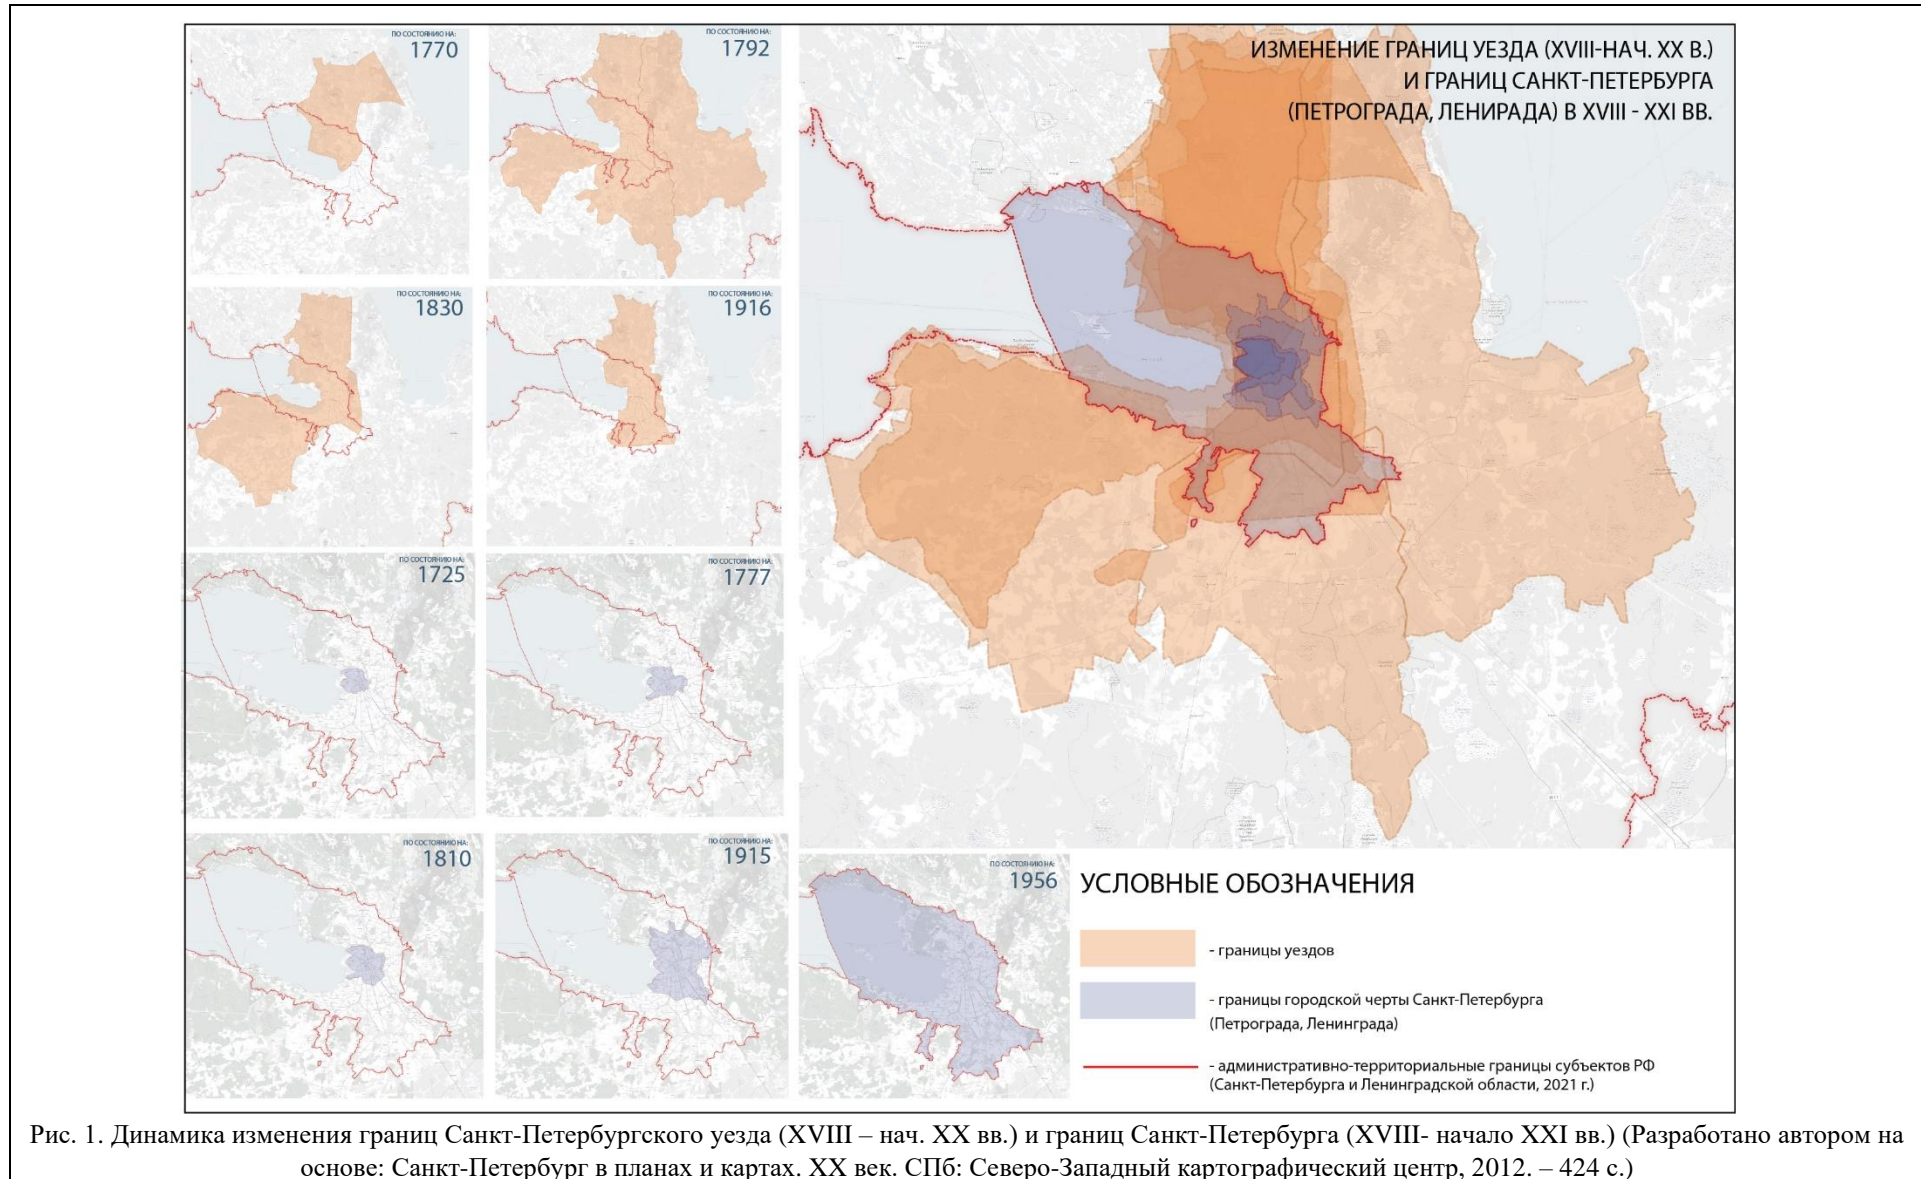 ПО СОСТОЯНИЮ НА:
1770
ПО СОСТОЯНИЮ НА:
1792
ИЗМЕНЕНИЕ ГРАНИЦ УЕЗДА (XVIII-НАЧ. XX В.)
И ГРАНИЦ САНКТ-ПЕТЕРБУРГА
(ПЕТРОГРАДА, ЛЕНИРАДА) В XVIII - XXI ВВ.
ПО СОСТОЯНИЮ НА:
1830
ПО СОСТОЯНИЮ НА:
1916
ПО СОСТОЯНИЮ НА:
1725
ПО СОСТОЯНИЮ НА:
1777
ПО СОСТОЯНИЮ НА:
1810
ПО СОСТОЯНИЮ НА:
1915
ПО СОСТОЯНИЮ НА:
1956
УСЛОВНЫЕ ОБОЗНАЧЕНИЯ
- границы уездов
- границы городской черты Санкт-Петербурга
(Петрограда, Ленинграда)
- административно-территориальные границы субъектов РФ
(Санкт-Петербурга и Ленинградской области, 2021 г.)
Рис. 1. Динамика изменения границ Санкт-Петербургского уезда (XVIII – нач. XX вв.) и границ Санкт-Петербурга (XVIII- начало XXI вв.) (Разработано автором на
основе: Санкт-Петербург в планах и картах. XX век. СПб: Северо-Западный картографический центр, 2012. – 424 с.)